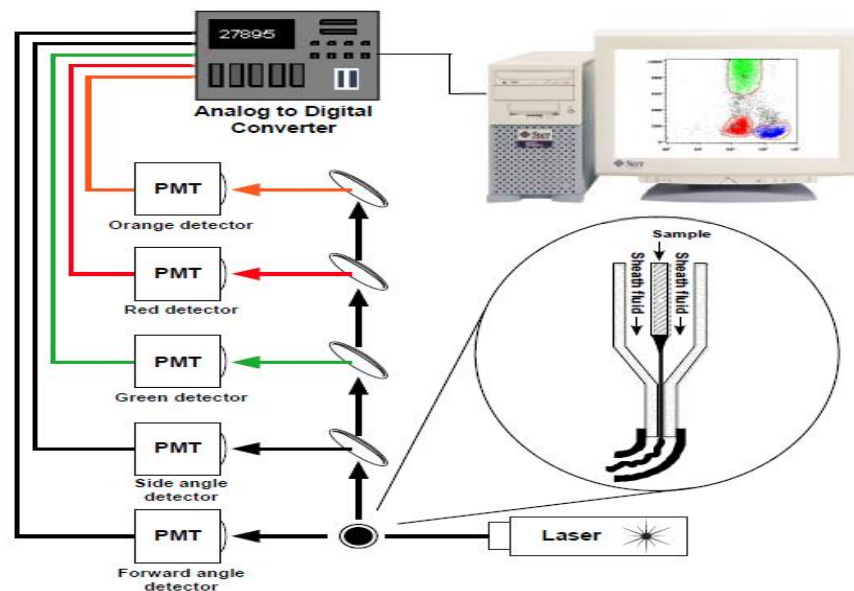 27895
Analog to Digital
Converter
PMT
Orange detector
PMT
Red detector
PMT
Green detector
PMT
Side angle
detector
PMT
Forward angle
detector
Sun
Sample
Sheath fluid
Sheath fluid
Laser